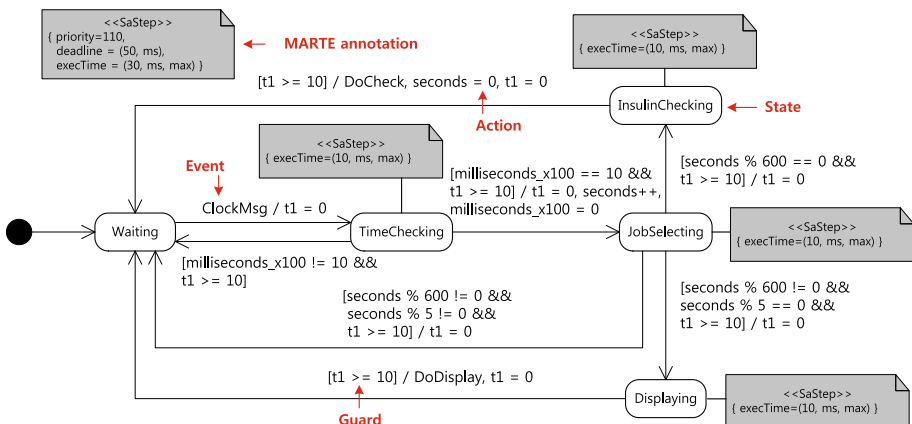 <<SaStep>>
{ priority=110,
deadline = (50, ms),
execTime = (30, ms, max) }
MARTE annotation
<<SaStep>>
{ execTime=(10, ms, max) }
[t1 >= 10] / DoCheck, seconds = 0, t1 = 0
Action
InsulinChecking
State
<<SaStep>>
{ execTime=(10, ms, max) }
Event
ClockMsg / t1 = 0
[milliseconds_x100 == 10 &&
t1 >= 10] / t1 = 0, seconds++,
milliseconds_x100 = 0
[seconds % 600 == 0 &&
t1 >= 10] / t1 = 0
Waiting
TimeChecking
JobSelecting
<<SaStep>>
{ execTime=(10, ms, max) }
[milliseconds_x100 != 10 &&
t1 >= 10]
[seconds % 600 != 0 &&
seconds % 5 != 0 &&
t1 >= 10] / t1 = 0
[seconds % 600 != 0 &&
seconds % 5 == 0 &&
t1 >= 10] / t1 = 0
[t1 >= 10] / DoDisplay, t1 = 0
Guard
Displaying
<<SaStep>>
{ execTime=(10, ms, max) }